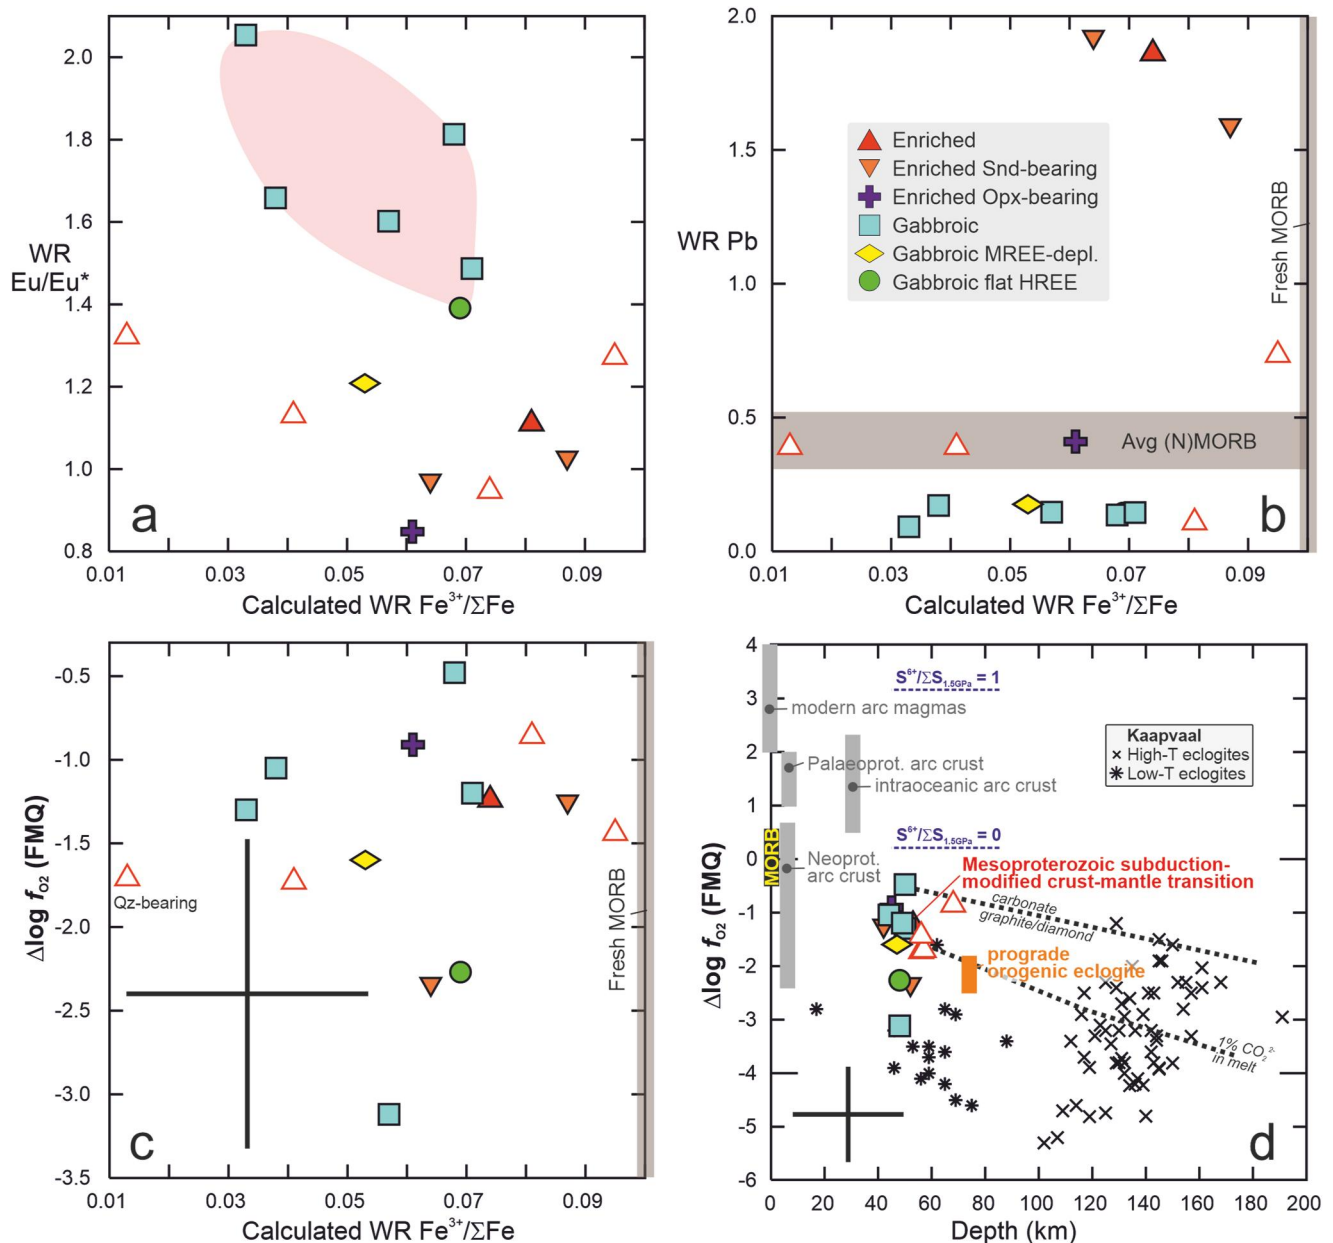 2.0
1.8
1.6
1.4
1.2
1.0
0.8
WR
Eu/Eu*
a
0.01
0.03
0.05
0.07
0.09
Calculated WR Fe³⁺/ΣFe
2.0
1.5
1.0
0.5
0.0
WR Pb
Enriched
Enriched Snd-bearing
Enriched Opx-bearing
Gabbroic
Gabbroic MREE-depl.
Gabbroic flat HREE
Fresh MORB
Avg (N)MORB
b
0.01
0.03
0.05
0.07
0.09
Calculated WR Fe³⁺/ΣFe
-0.5
-1.0
-1.5
-2.0
-2.5
-3.0
-3.5
Δlog fO2 (FMQ)
Qz-bearing
Fresh MORB
c
0.01
0.03
0.05
0.07
0.09
Calculated WR Fe³⁺/ΣFe
4
3
2
1
0
-1
-2
-3
-4
-5
-6
Δlog fO2 (FMQ)
S⁶⁺/ΣS1.5GPa = 1
modern arc magmas
Kaapvaal
High-T eclogites
Low-T eclogites
Palaeoprot. arc crust
intraoceanic arc crust
S⁶⁺/ΣS1.5GPa = 0
MORB
Neoprot.
arc crust
Mesoproterozoic subduction-
modified crust-mantle transition
carbonate
graphite/diamond
prograde
orogenic eclogite
1% CO₂²⁻
in melt
d
0
20
40
60
80
100
120
140
160
180
200
Depth (km)